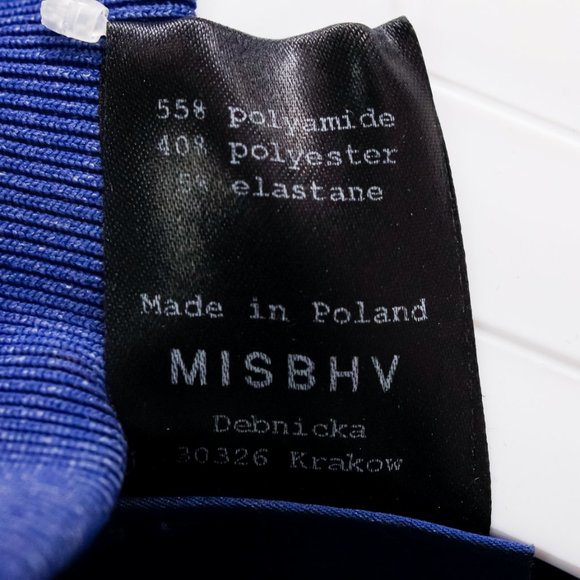 55% polyamide
40% polyester
5% elastane
Made in Poland
MISBHV
Debnicka
30326 Krakow